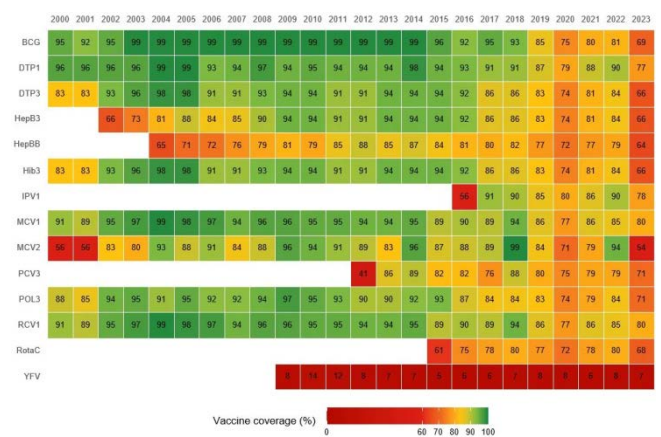 2000 2001 2002 2003 2004 2005 2006 2007 2008 2009 2010 2011 2012 2013 2014 2015 2016 2017 2018 2019 2020 2021 2022 2023
BCG 95 92 95 99 99 99 99 99 99 99 99 99 99 99 99 96 92 95 93 85 75 80 81 69
DTP1 96 96 95 96 99 99 93 94 97 94 95 94 94 94 98 94 93 91 91 87 79 88 90 77
DTP3 83 83 93 96 98 98 91 91 93 94 94 91 91 94 94 94 92 86 86 83 74 81 84 66
HepB3 66 73 81 88 84 85 90 94 94 91 91 94 94 94 92 86 86 83 74 81 84 66
HepBB 65 71 72 76 79 81 79 85 88 85 87 84 81 80 82 77 72 77 79 64
Hib3 83 83 93 96 98 98 91 91 93 94 94 91 91 94 94 94 92 86 86 83 74 81 84 66
IPV1 56 91 90 85 80 86 90 78
MCV1 91 89 95 97 99 98 97 94 96 96 95 95 94 94 95 89 90 89 94 86 77 86 85 80
MCV2 56 56 83 80 93 88 91 84 88 96 94 91 89 83 96 87 88 89 99 84 71 79 94 54
PCV3 41 86 89 82 82 76 88 80 75 79 79 71
POL3 88 85 94 95 91 95 92 92 94 97 95 93 90 90 92 93 87 84 84 83 74 79 84 71
RCV1 91 89 95 97 99 98 97 94 96 96 95 95 94 94 95 89 90 89 94 86 77 86 85 80
RotaC 61 75 78 80 77 72 78 80 68
YFV 8 14 12 8 7 7 5 6 6 7 8 8 6 8 7
Vaccine coverage (%)
0 60 70 80 90 100